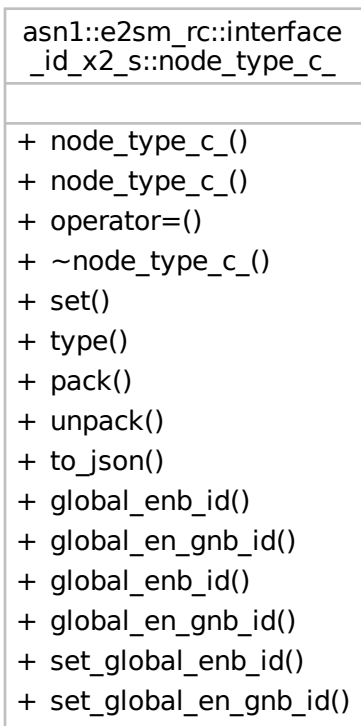 asn1::e2sm_rc::interface
_id_x2_s::node_type_c_
+ node_type_c_()
+ node_type_c_()
+ operator=()
+ ~node_type_c_()
+ set()
+ type()
+ pack()
+ unpack()
+ to_json()
+ global_enb_id()
+ global_en_gnb_id()
+ global_enb_id()
+ global_en_gnb_id()
+ set_global_enb_id()
+ set_global_en_gnb_id()